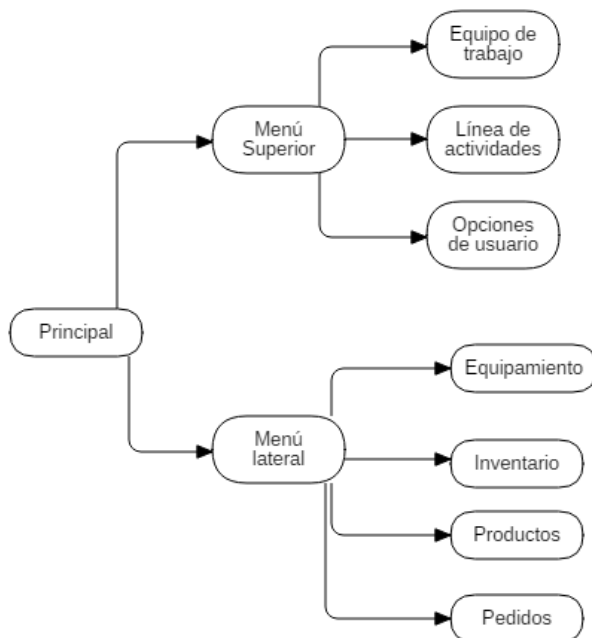 Equipo de
trabajo
Menú
Superior
Línea de
actividades
Opciones
de usuario
Principal
Equipamiento
Menú
lateral
Inventario
Productos
Pedidos